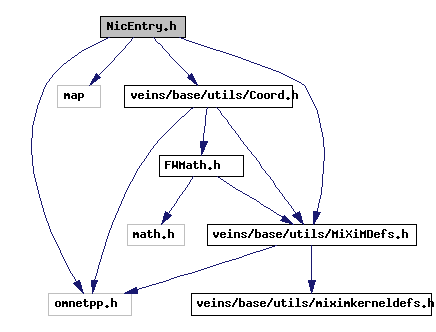 NicEntry.h
map
veins/base/utils/Coord.h
FWMath.h
math.h
veins/base/utils/MiXiMDefs.h
omnetpp.h
veins/base/utils/miximkerneldefs.h